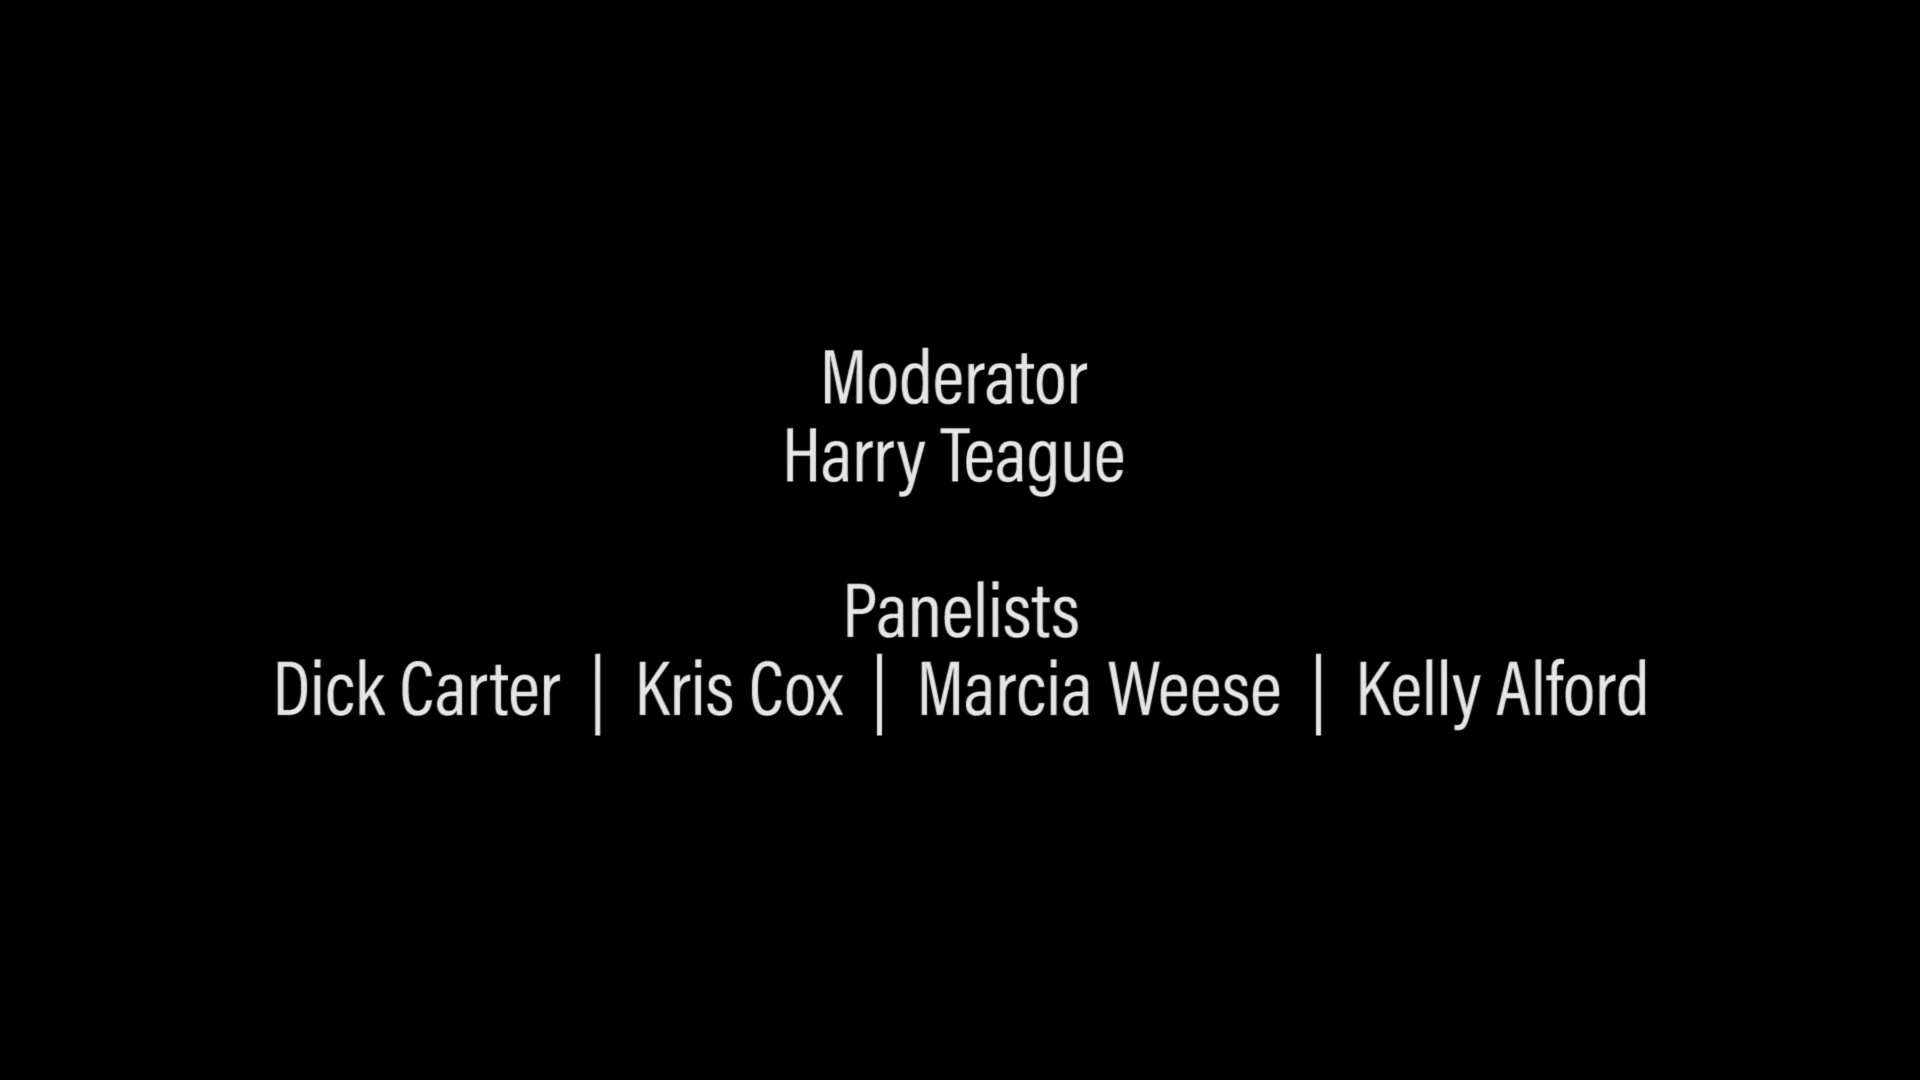 Moderator
Harry Teague
Panelists
Dick Carter | Kris Cox | Marcia Weese | Kelly Alford